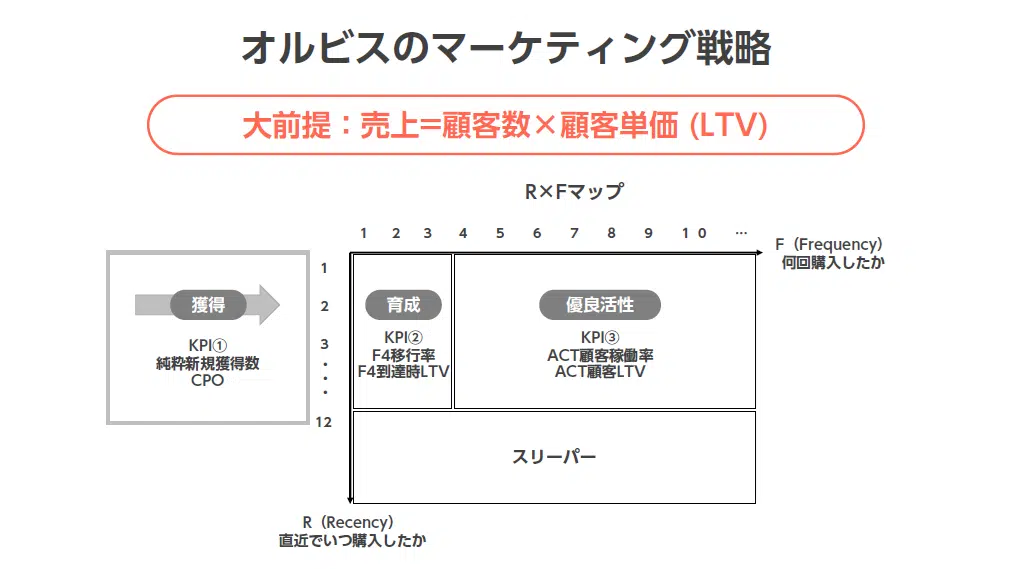 オルビスのマーケティング戦略
大前提：売上=顧客数×顧客単価 (LTV)
R×Fマップ
1 2 3 4 5 6 7 8 9 10 …
F（Frequency）
何回購入したか
1
2
3
・
・
・
12
獲得
KPI①
純粋新規獲得数
CPO
育成
KPI②
F4移行率
F4到達時LTV
優良活性
KPI③
ACT顧客稼働率
ACT顧客LTV
スリーパー
R（Recency）
直近でいつ購入したか